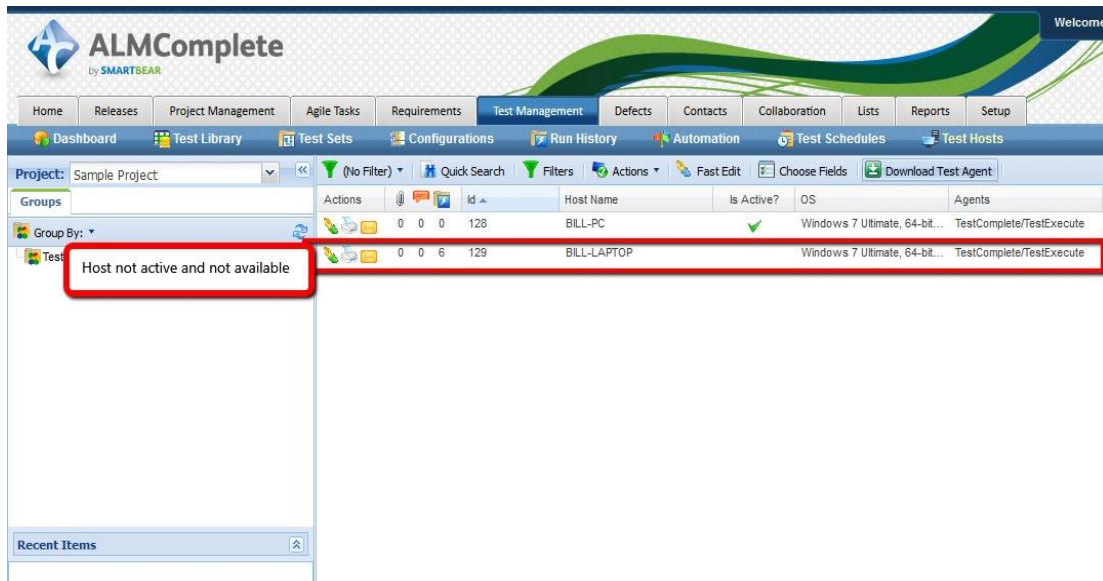 Welcome
ALMComplete
by SMARTBEAR
Home Releases Project Management Agile Tasks Requirements Test Management Defects Contacts Collaboration Lists Reports Setup
Dashboard Test Library Test Sets Configurations Run History Automation Test Schedules Test Hosts
Project: Sample Project (No Filter) Quick Search Filters Actions Fast Edit Choose Fields Download Test Agent
Groups Actions Id Host Name Is Active? OS Agents
Group By: 0 0 0 128 BILL-PC Windows 7 Ultimate, 64-bit... TestComplete/TestExecute
Test 0 0 6 129 BILL-LAPTOP Windows 7 Ultimate, 64-bit... TestComplete/TestExecute
Host not active and not available
Recent Items